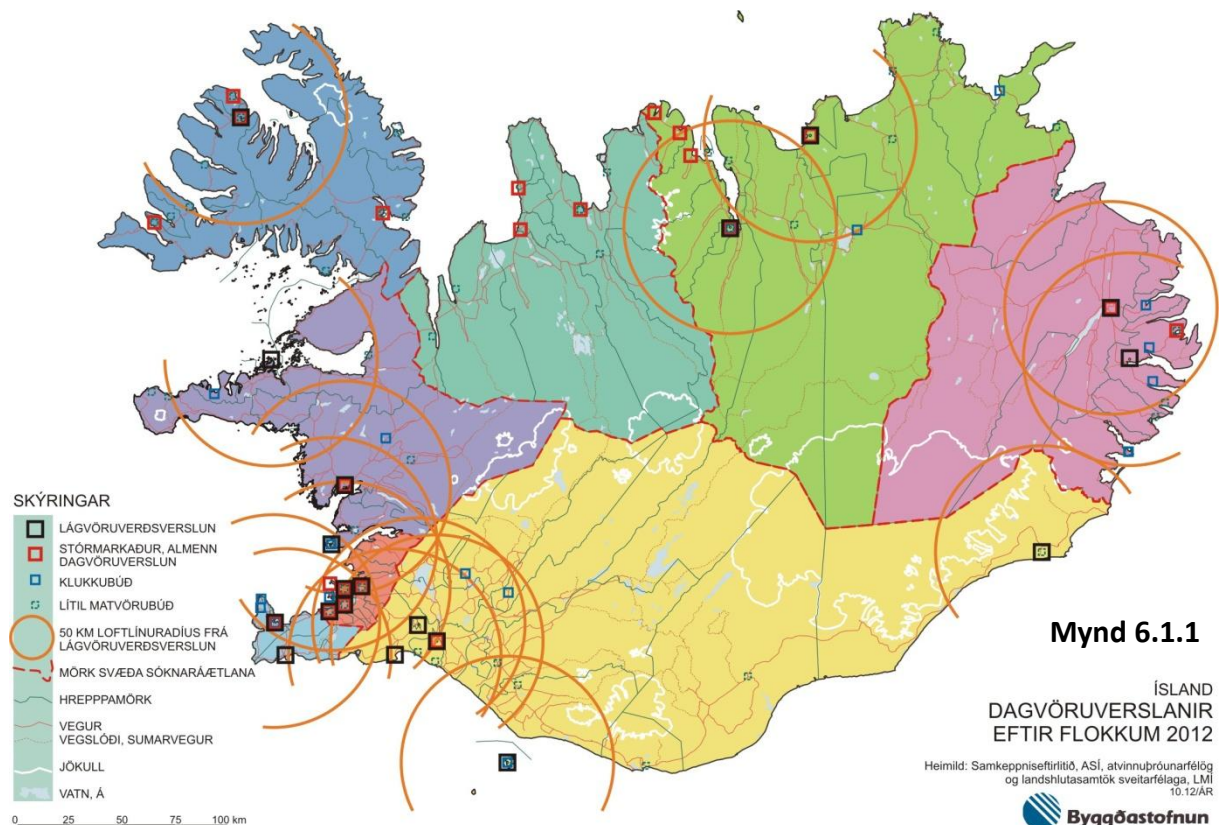 SKÝRINGAR
LÁGVÖRUVERÐSVERSLUN
STÓRMARKAÐUR, ALMENN
DAGVÖRUVERSLUN
KLUKKUBÚÐ
LÍTIL MATVÖRUBÚÐ
50 KM LOFTLÍNURADÍUS FRÁ
LÁGVÖRUVERÐSVERSLUN
MÖRK SVÆÐA SÓKNARÁÆTLANA
HREPPPAMÖRK
VEGUR
VEGSLÓÐI, SUMARVEGUR
JÖKULL
VATN, Á
0 25 50 75 100 km
Mynd 6.1.1
ÍSLAND
DAGVÖRUVERSLANIR
EFTIR FLOKKUM 2012
Heimild: Samkeppniseftirlitið, ASÍ, atvinnuþróunarfélög
og landshlutasamtök sveitarfélaga, LMÍ
10.12/ÁR
Byggðastofnun